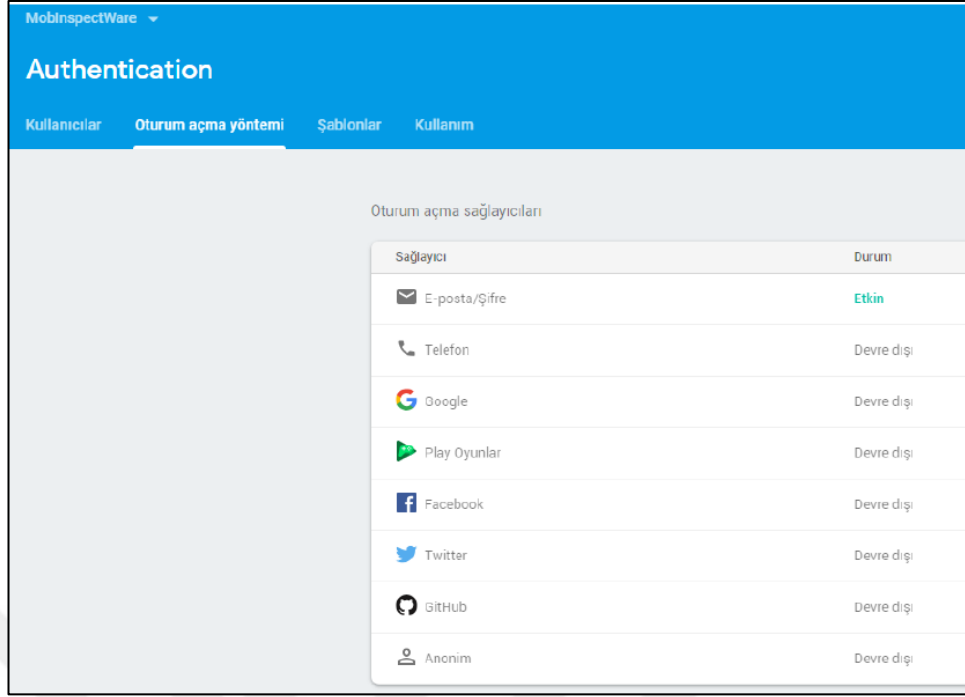 MobInspectWare
Authentication
Kullanıcılar Oturum açma yöntemi Şablonlar Kullanım
Oturum açma sağlayıcıları
Sağlayıcı Durum
E-posta/Şifre Etkin
Telefon Devre dışı
Google Devre dışı
Play Oyunlar Devre dışı
Facebook Devre dışı
Twitter Devre dışı
GitHub Devre dışı
Anonim Devre dışı